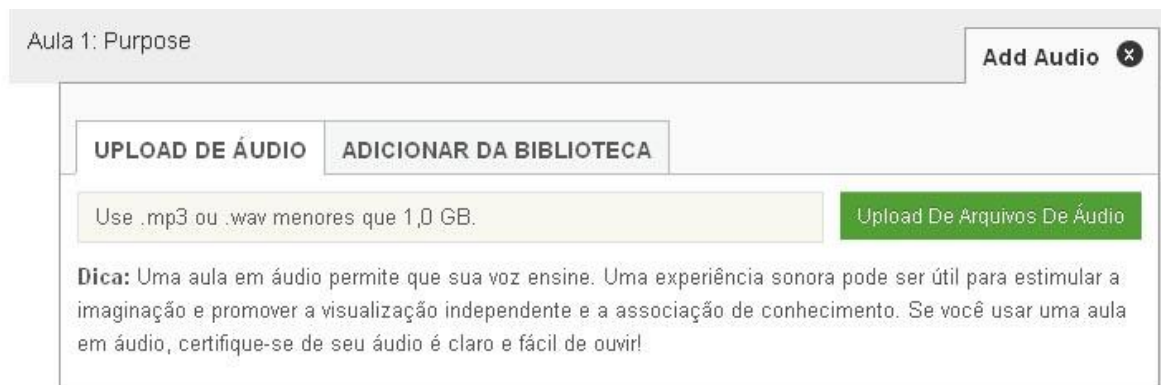 Aula 1: Purpose
Add Audio
UPLOAD DE ÁUDIO
ADICIONAR DA BIBLIOTECA
Use .mp3 ou .wav menores que 1,0 GB.
Upload De Arquivos De Áudio
Dica: Uma aula em áudio permite que sua voz ensine. Uma experiência sonora pode ser útil para estimular a
imaginação e promover a visualização independente e a associação de conhecimento. Se você usar uma aula
em áudio, certifique-se de seu áudio é claro e fácil de ouvir!